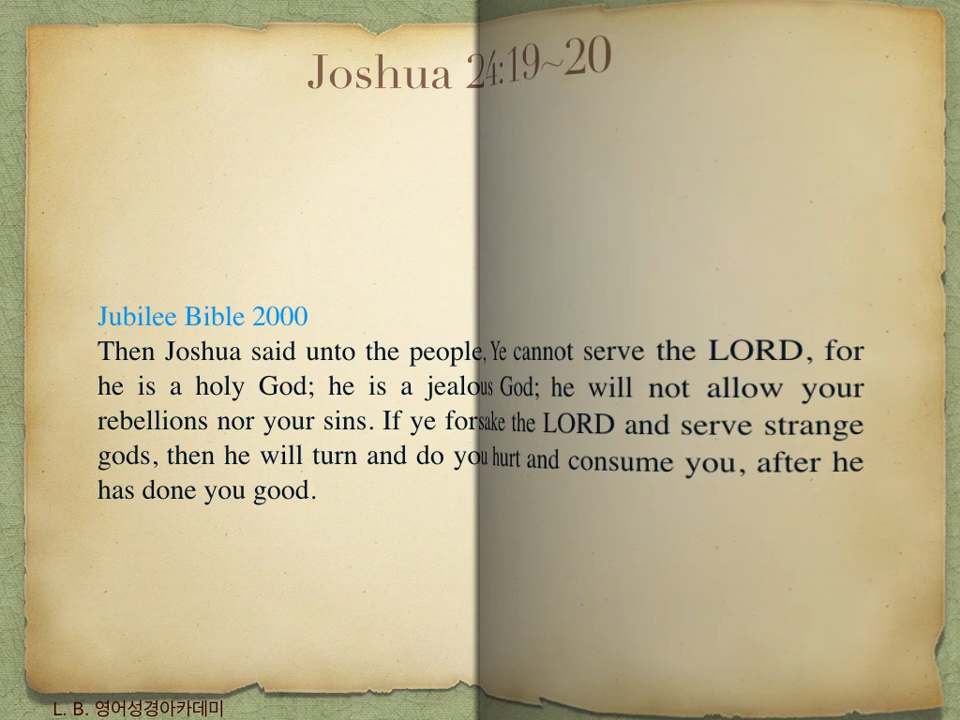 Joshua 24:19~20
Jubilee Bible 2000
Then Joshua said unto the people, Ye cannot serve the LORD, for
he is a holy God; he is a jealous God; he will not allow your
rebellions nor your sins. If ye forsake the LORD and serve strange
gods, then he will turn and do you hurt and consume you, after he
has done you good.
L. B. 영어성경아카데미